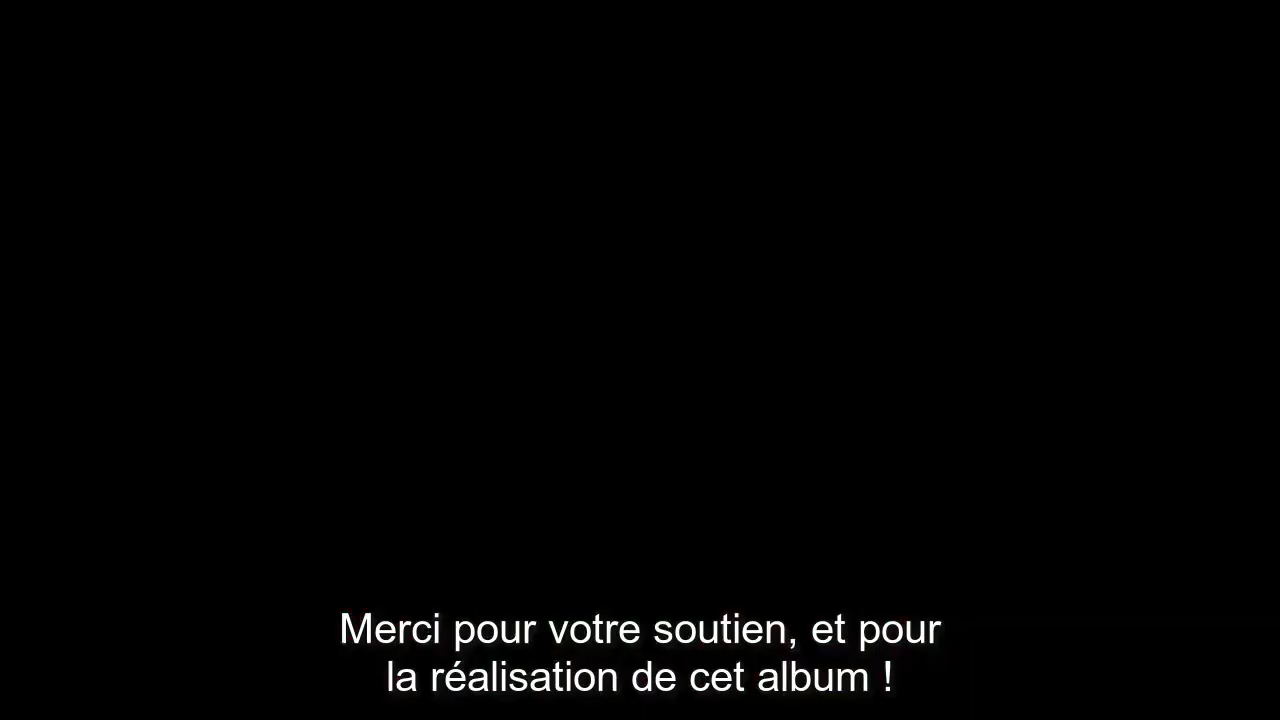 Merci pour votre soutien, et pour
la réalisation de cet album !